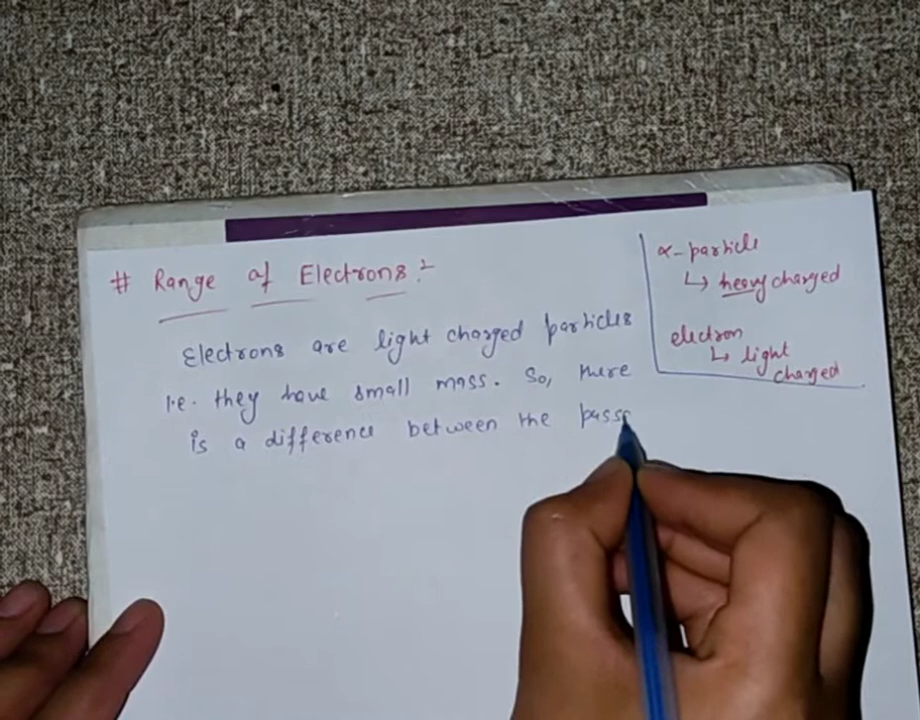 # Range of Electrons :-
Electrons are light charged particles
i.e. they have small mass. So, there
is a difference between the pass
α-particle
↳ heavy charged
electron
↳ light
charged